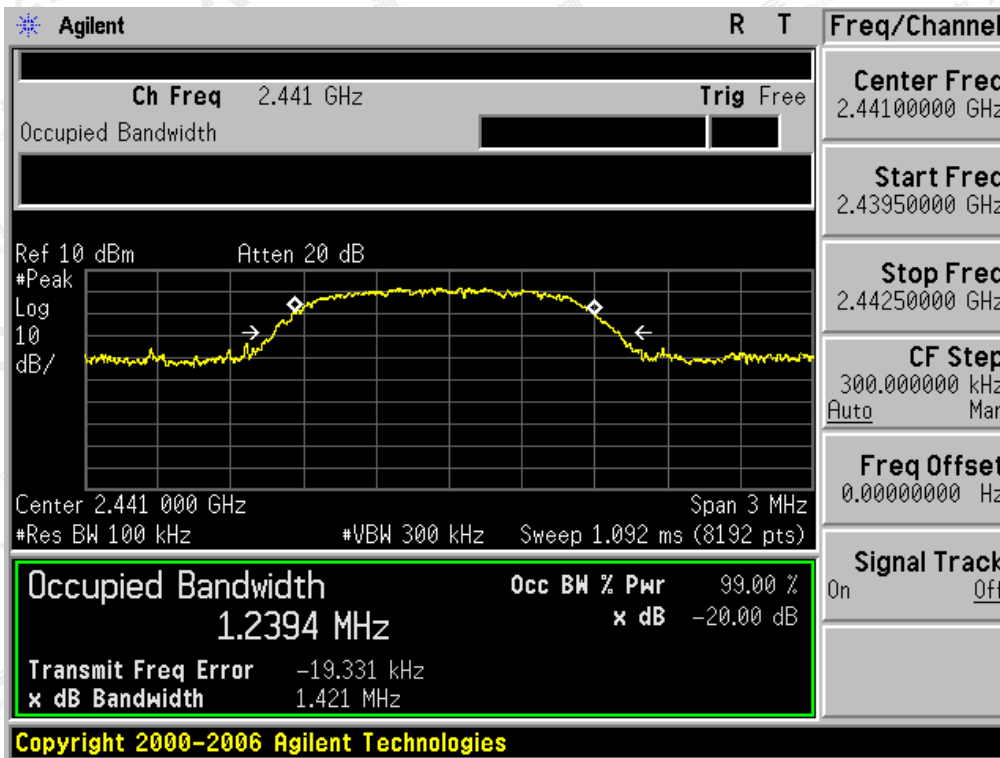 Agilent R T
Ch Freq 2.441 GHz Trig Free
Occupied Bandwidth
Ref 10 dBm Atten 20 dB
#Peak
Log
10
dB/
Center 2.441 000 GHz Span 3 MHz
#Res BW 100 kHz #VBW 300 kHz Sweep 1.092 ms (8192 pts)
Occupied Bandwidth Occ BW % Pwr 99.00 %
1.2394 MHz x dB -20.00 dB
Transmit Freq Error -19.331 kHz
x dB Bandwidth 1.421 MHz
Copyright 2000-2006 Agilent Technologies
Freq/Channel
Center Freq
2.44100000 GHz
Start Freq
2.43950000 GHz
Stop Freq
2.44250000 GHz
CF Step
300.000000 kHz
Auto Man
Freq Offset
0.00000000 Hz
Signal Track
On Off